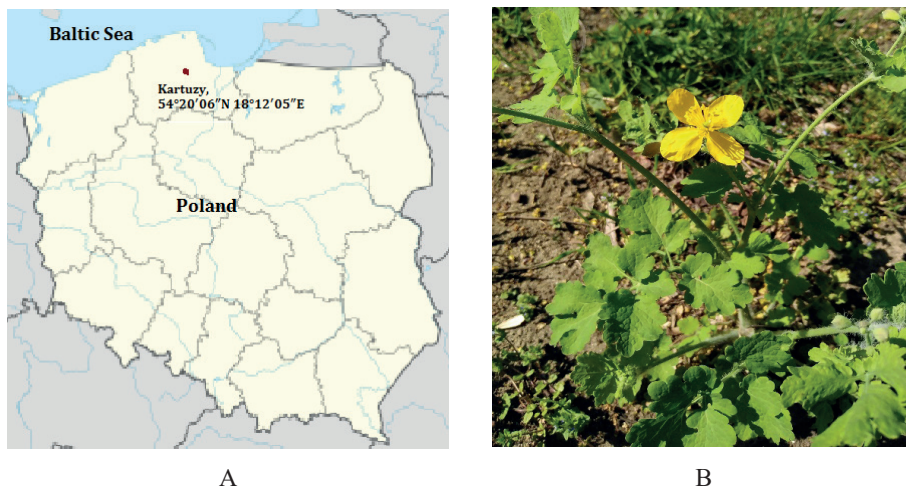 Baltic Sea
Kartuzy,
54°20′06″N 18°12′05″E
Poland
A
B